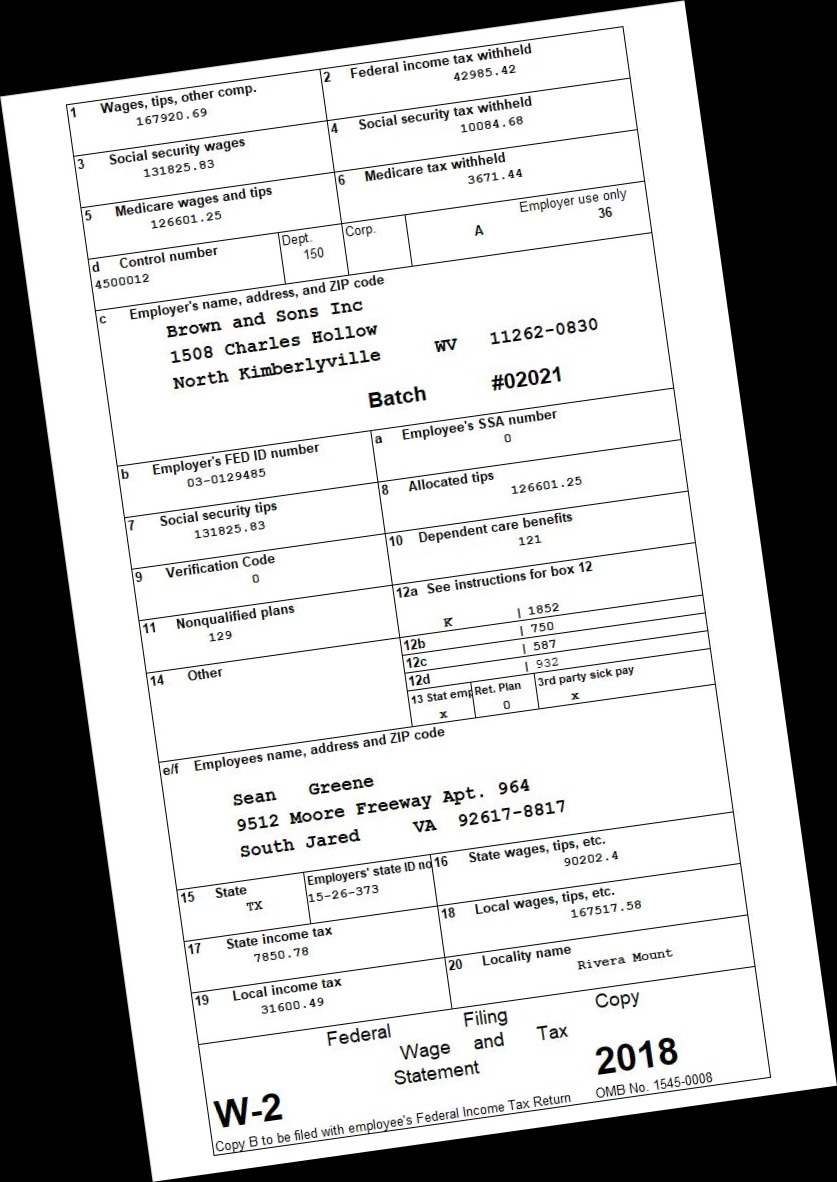 1 Wages, tips, other comp. 2 Federal income tax withheld
167920.69 42985.42
3 Social security wages 4 Social security tax withheld
131825.83 10084.68
5 Medicare wages and tips 6 Medicare tax withheld
126601.25 3671.44
d Control number Dept. Corp. Employer use only
4500012 150 A 36
c Employer's name, address, and ZIP code
Brown and Sons Inc
1508 Charles Hollow
North Kimberlyville WV 11262-0830
Batch #02021
b Employer's FED ID number a Employee's SSA number
03-0129485 0
7 Social security tips 8 Allocated tips
131825.83 126601.25
9 Verification Code 10 Dependent care benefits
0 121
11 Nonqualified plans 12a See instructions for box 12
129 K | 1852
12b | 750
12c | 587
12d | 932
14 Other 13 Stat emp Ret. Plan 3rd party sick pay
x 0 x
e/f Employees name, address and ZIP code
Sean Greene
9512 Moore Freeway Apt. 964
South Jared VA 92617-8817
15 State Employers' state ID no 16 State wages, tips, etc.
TX 15-26-373 90202.4
17 State income tax 18 Local wages, tips, etc.
7850.78 167517.58
19 Local income tax 20 Locality name
31600.49 Rivera Mount
Federal Filing Copy
Wage and Tax
Statement
W-2 2018
Copy B to be filed with employee's Federal Income Tax Return OMB No. 1545-0008